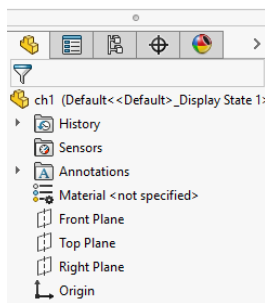 ch1 (Default<<Default>_Display State 1>
History
Sensors
Annotations
Material <not specified>
Front Plane
Top Plane
Right Plane
Origin